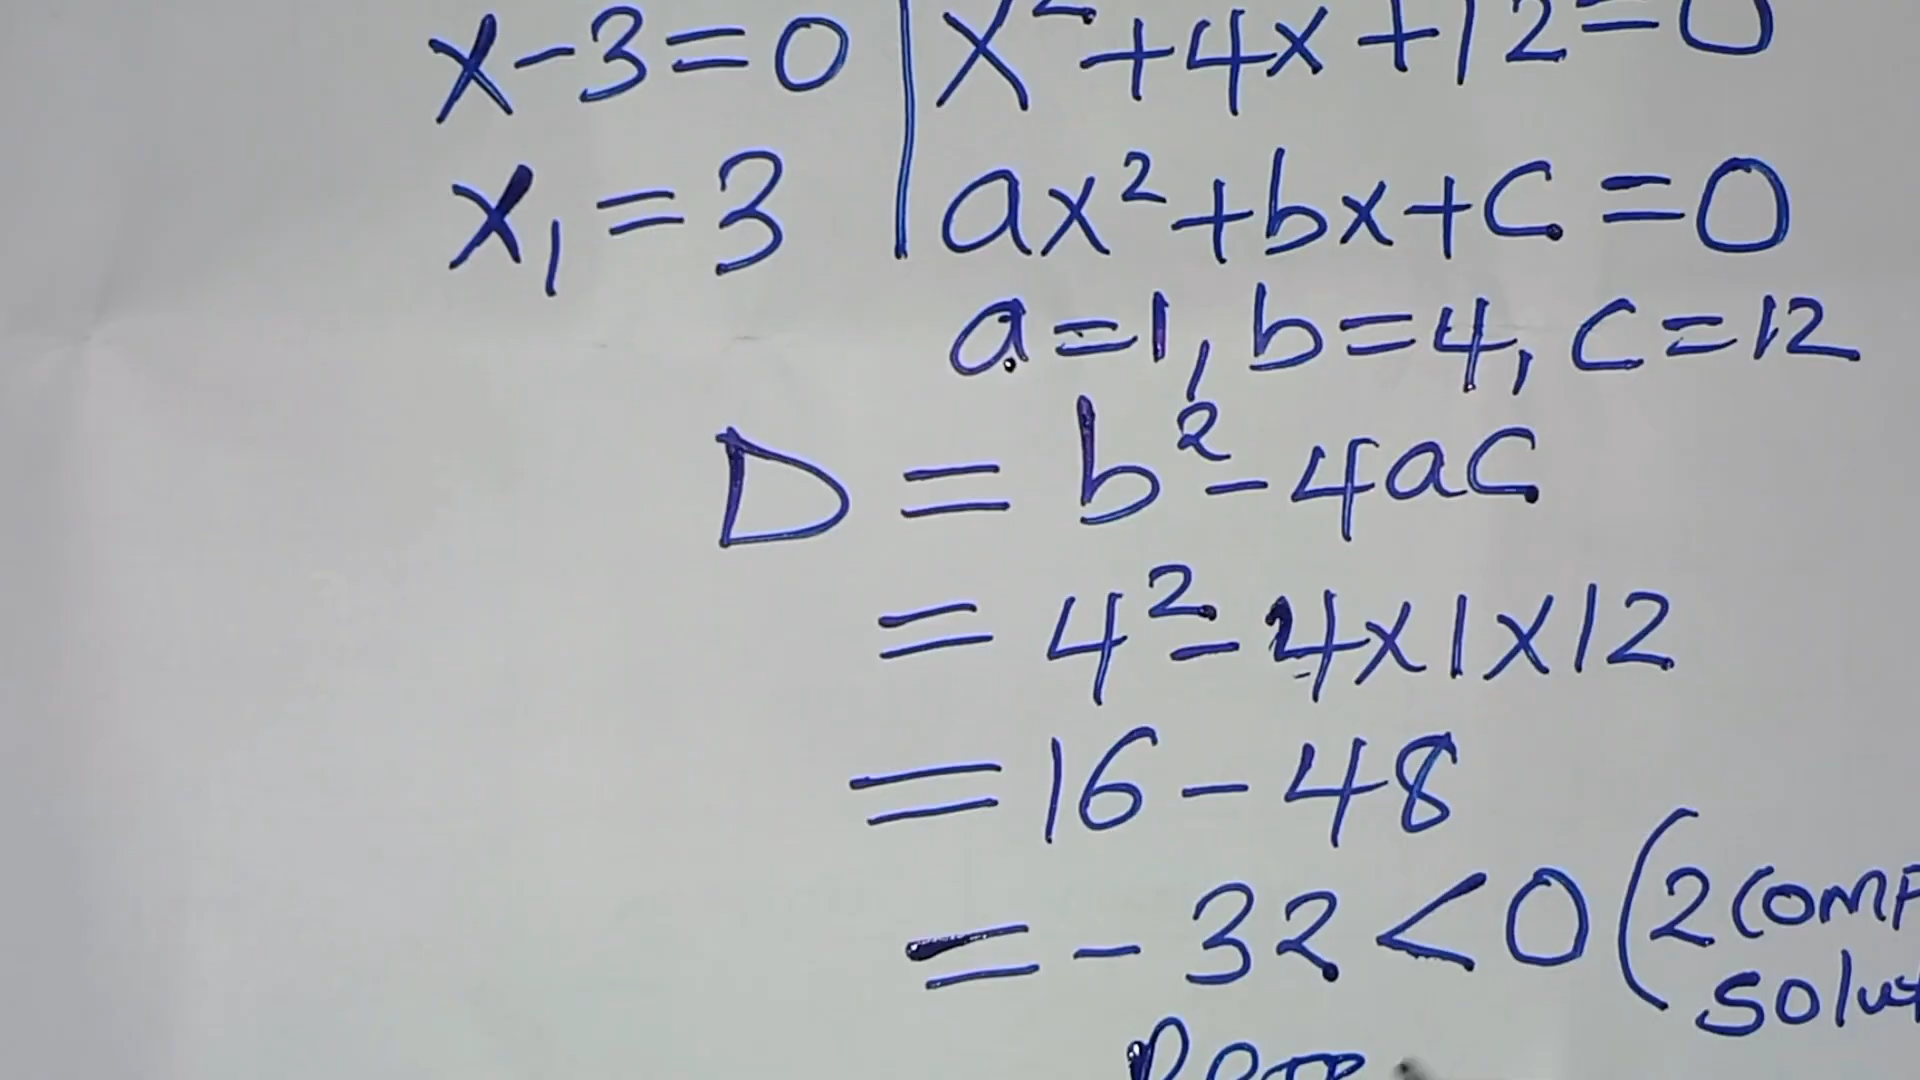 x-3=0 | x²+4x+12=0
x₁=3 | ax²+bx+c=0
a=1, b=4, c=12
D = b²-4ac
= 4²-4x1x12
= 16-48
= -32<0 (2 comp
solut